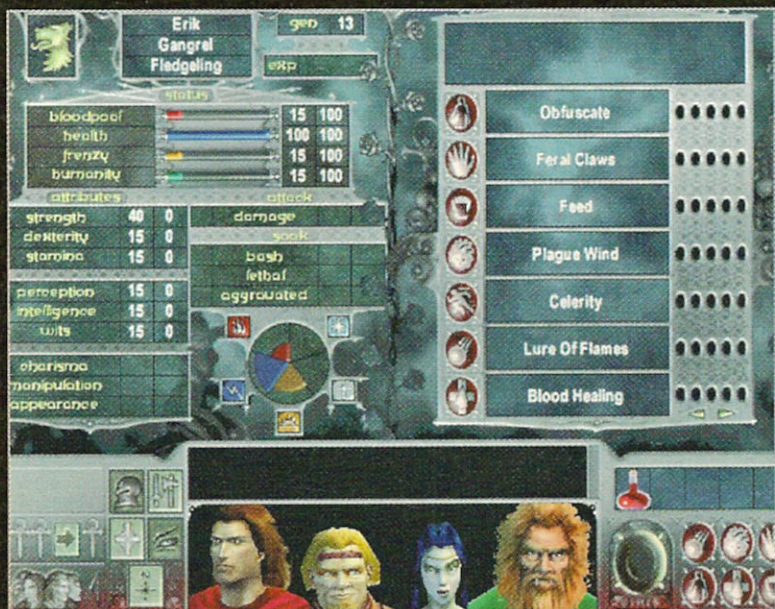 Erik
Gangrel
Fledgeling
gen 13
exp
status
bloodpool 15 100
health 100 100
frenzy 15 100
humanity 15 100
attributes
strength 40 0
dexterity 15 0
stamina 15 0
perception 15 0
intelligence 15 0
wits 15 0
charisma
manipulation
appearance
attack
damage
soak
bash
lethal
aggravated
Obfuscate
Feral Claws
Feed
Plague Wind
Celerity
Lure Of Flames
Blood Healing